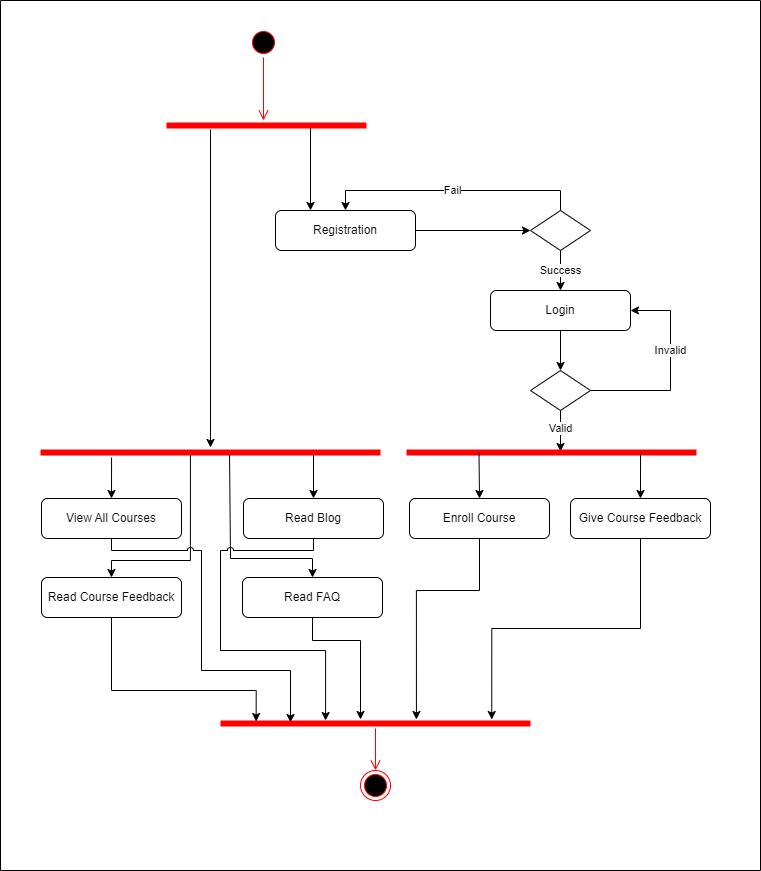 Fail
Registration
Success
Login
Invalid
Valid
View All Courses
Read Blog
Enroll Course
Give Course Feedback
Read Course Feedback
Read FAQ